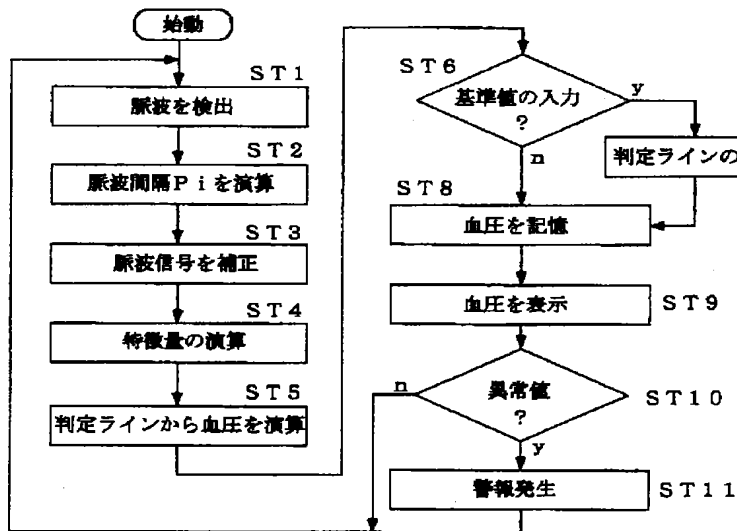 始動
ST1
脈波を検出
ST2
脈波間隔Piを演算
ST3
脈波信号を補正
ST4
特徴量の演算
ST5
判定ラインから血圧を演算
ST6
基準値の入力
?
y
n
判定ラインの
ST8
血圧を記憶
血圧を表示
ST9
異常値
?
ST10
n
y
警報発生
ST11